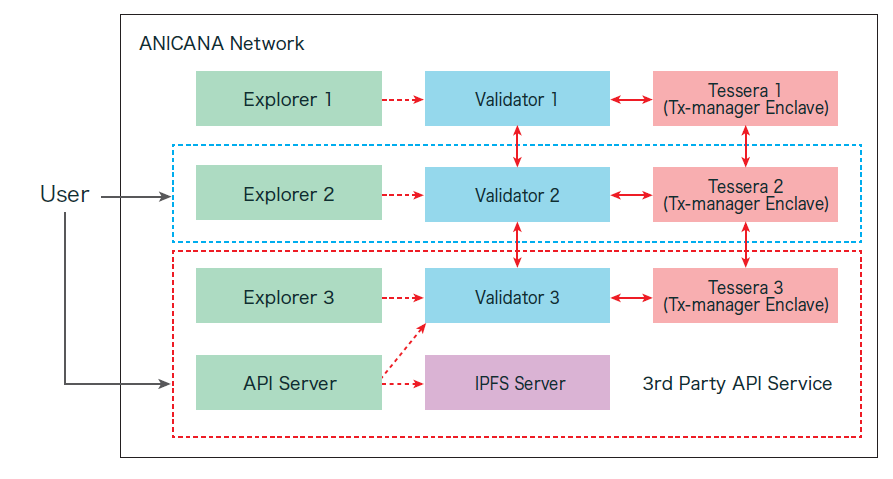 ANICANA Network
Explorer 1
Validator 1
Tessera 1
(Tx-manager Enclave)
User
Explorer 2
Validator 2
Tessera 2
(Tx-manager Enclave)
Explorer 3
Validator 3
Tessera 3
(Tx-manager Enclave)
API Server
IPFS Server
3rd Party API Service